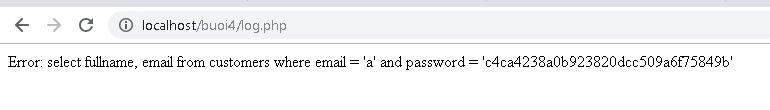 localhost/buoi4/log.php
Error: select fullname, email from customers where email = 'a' and password = 'c4ca4238a0b923820dcc509a6f75849b'